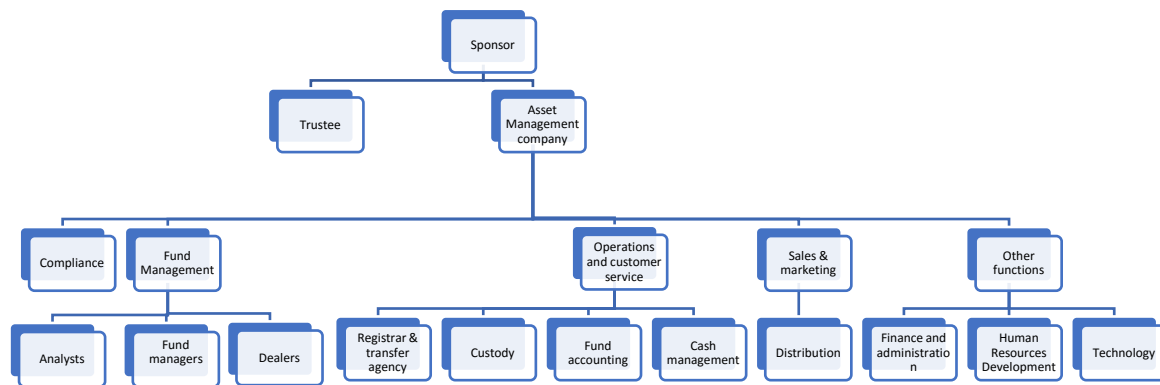 Sponsor
Trustee
Asset
Management
company
Compliance
Fund
Management
Operations
and customer
service
Sales &
marketing
Other
functions
Analysts
Fund
managers
Dealers
Registrar &
transfer
agency
Custody
Fund
accounting
Cash
management
Distribution
Finance and
administratio
n
Human
Resources
Development
Technology